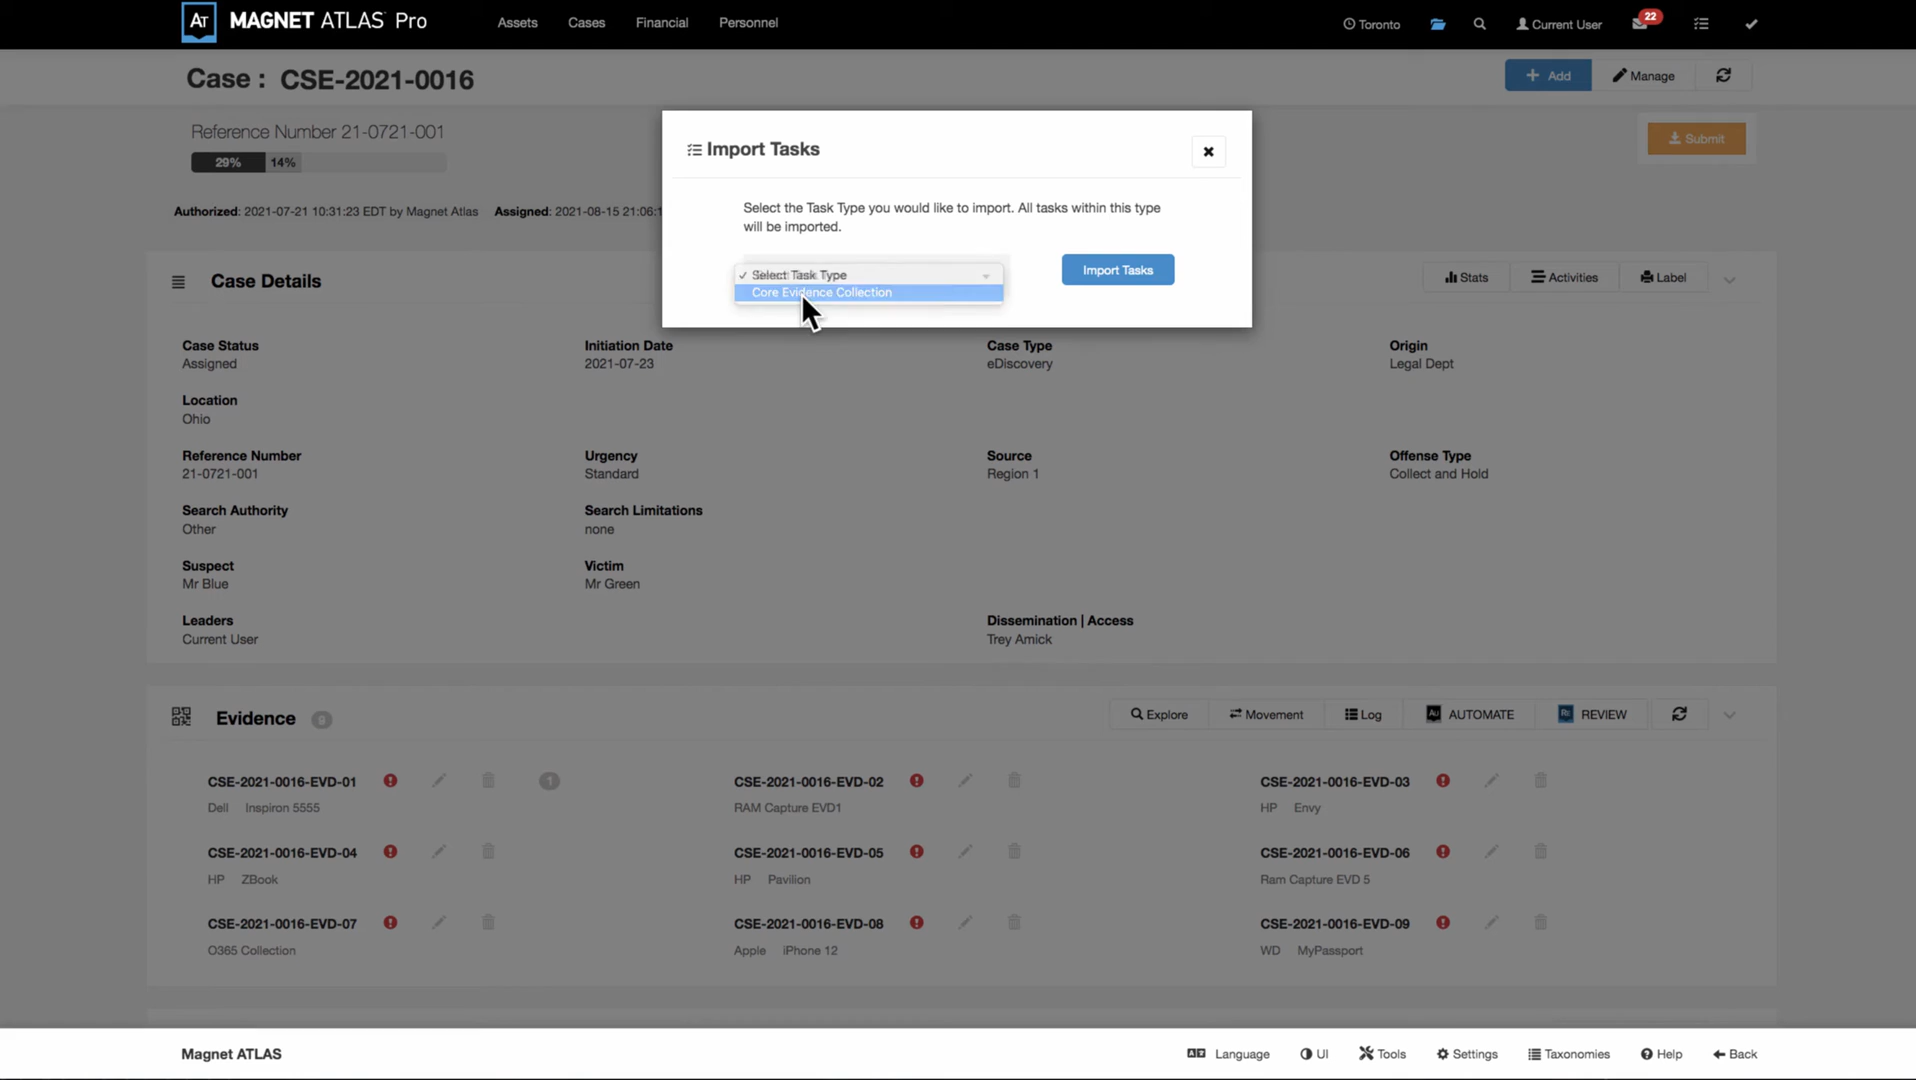 AT MAGNET ATLAS Pro Assets Cases Financial Personnel Toronto Current User 22
Case : CSE-2021-0016 + Add Manage
Reference Number 21-0721-001
29% 14%
Submit
Authorized: 2021-07-21 10:31:23 EDT by Magnet Atlas Assigned: 2021-08-15 21:06:1
Import Tasks
Select the Task Type you would like to import. All tasks within this type
will be imported.
Select Task Type
Core Evidence Collection
Import Tasks
Case Details Stats Activities Label
Case Status Initiation Date Case Type Origin
Assigned 2021-07-23 eDiscovery Legal Dept
Location
Ohio
Reference Number Urgency Source Offense Type
21-0721-001 Standard Region 1 Collect and Hold
Search Authority Search Limitations
Other none
Suspect Victim
Mr Blue Mr Green
Leaders Dissemination | Access
Current User Trey Amick
Evidence 9 Explore Movement Log Au AUTOMATE RE REVIEW
CSE-2021-0016-EVD-01 1 CSE-2021-0016-EVD-02 CSE-2021-0016-EVD-03
Dell Inspiron 5555 RAM Capture EVD1 HP Envy
CSE-2021-0016-EVD-04 CSE-2021-0016-EVD-05 CSE-2021-0016-EVD-06
HP ZBook HP Pavilion Ram Capture EVD 5
CSE-2021-0016-EVD-07 CSE-2021-0016-EVD-08 CSE-2021-0016-EVD-09
O365 Collection Apple iPhone 12 WD MyPassport
Magnet ATLAS Language UI Tools Settings Taxonomies Help Back